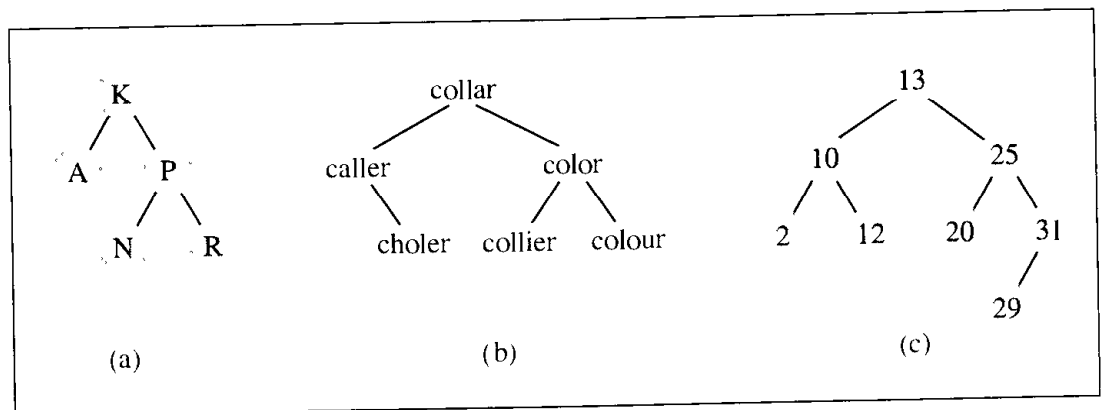 K collar 13
A P caller color 10 25
N R choler collier colour 2 12 20 31
29
(a) (b) (c)